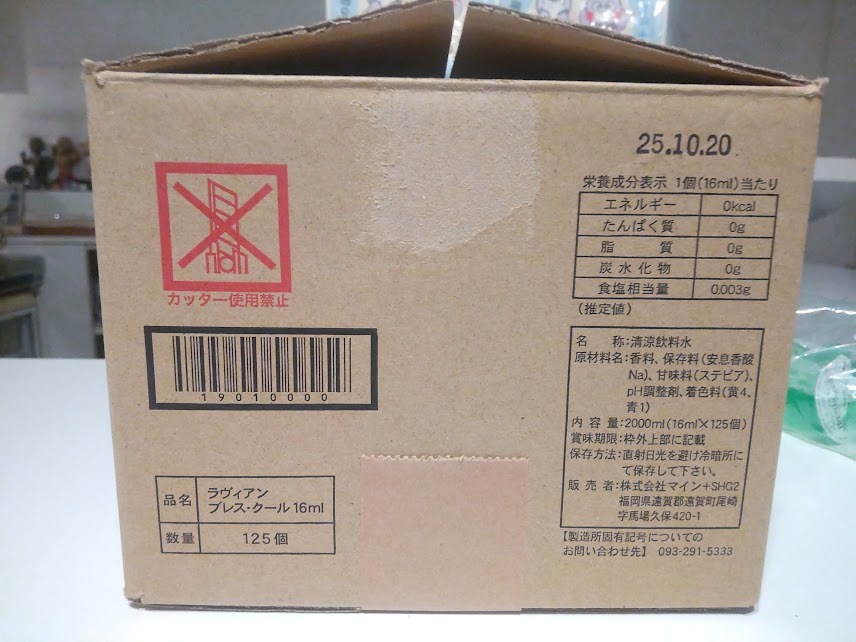 25.10.20
栄養成分表示 1個(16ml)当たり
エネルギー 0kcal
たんぱく質 0g
脂 質 0g
炭水化物 0g
食塩相当量 0.003g
(推定値)
カッター使用禁止
19010000
品名 ラヴィアン
ブレス・クール 16ml
数量 125個
名 称:清涼飲料水
原材料名:香料、保存料(安息香酸
Na)、甘味料(ステビア)、
pH調整剤、着色料(黄4、
青1)
内 容 量:2000ml(16ml×125個)
賞味期限:枠外上部に記載
保存方法:直射日光を避け冷暗所に
て保存して下さい。
販 売 者:株式会社マイン+SHG2
福岡県遠賀郡遠賀町尾崎
字馬場久保420-1
【製造所固有記号についての
お問い合わせ先】 093-291-5333